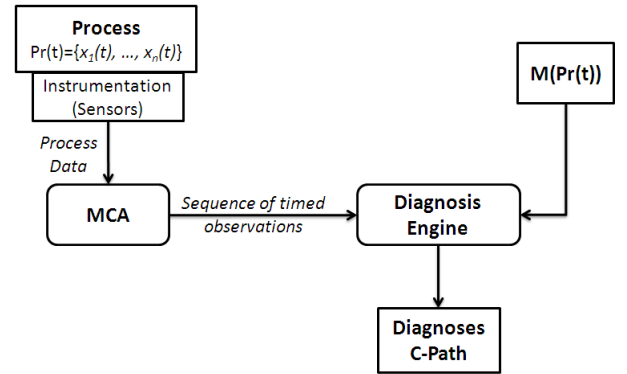 Process
Pr(t)={x₁(t), ..., xₙ(t)}
Instrumentation
(Sensors)
Process
Data
MCA
Sequence of timed
observations
M(Pr(t))
Diagnosis
Engine
Diagnoses
C-Path